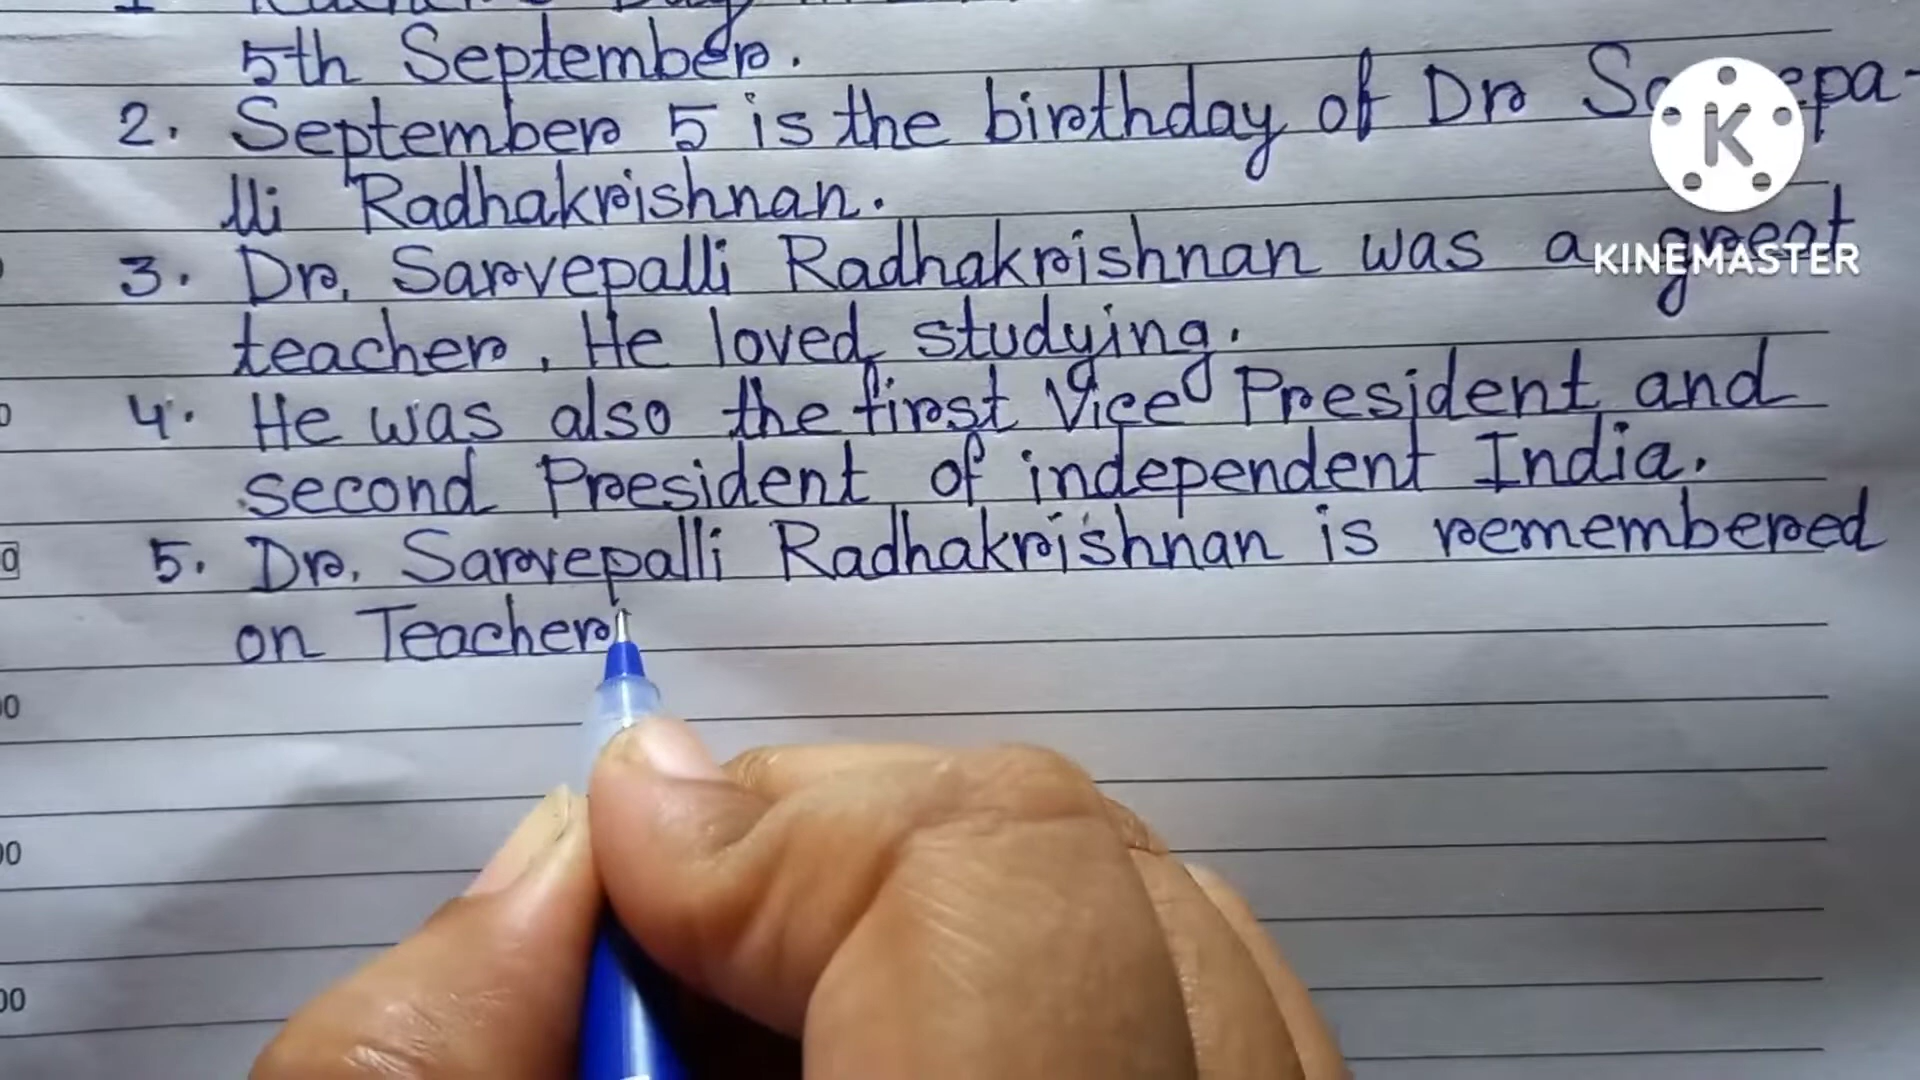 5th September.
2. September 5 is the birthday of Dr
lli Radhakrishnan.
3. Dr. Sarvepalli Radhakrishnan was a great
teacher. He loved studying.
4. He was also the first Vice President and
second President of independent India.
5. Dr. Sarvepalli Radhakrishnan is remembered
on Teacher
K
KINEMASTER